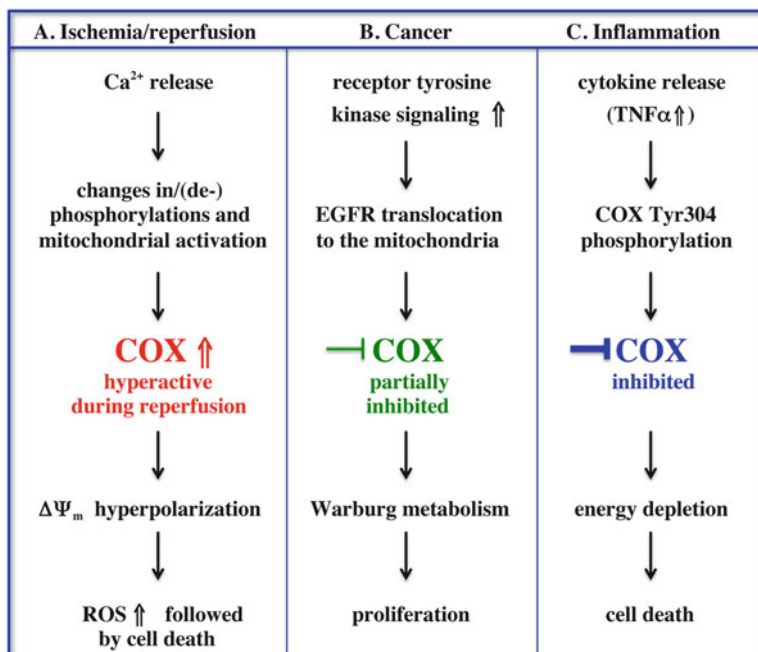 A. Ischemia/reperfusion
Ca²⁺ release
changes in/(de-)
phosphorylations and
mitochondrial activation
COX ⇑
hyperactive
during reperfusion
ΔΨₘ hyperpolarization
ROS ⇑ followed
by cell death
B. Cancer
receptor tyrosine
kinase signaling ⇑
EGFR translocation
to the mitochondria
COX
partially
inhibited
Warburg metabolism
proliferation
C. Inflammation
cytokine release
(TNFα⇑)
COX Tyr304
phosphorylation
COX
inhibited
energy depletion
cell death